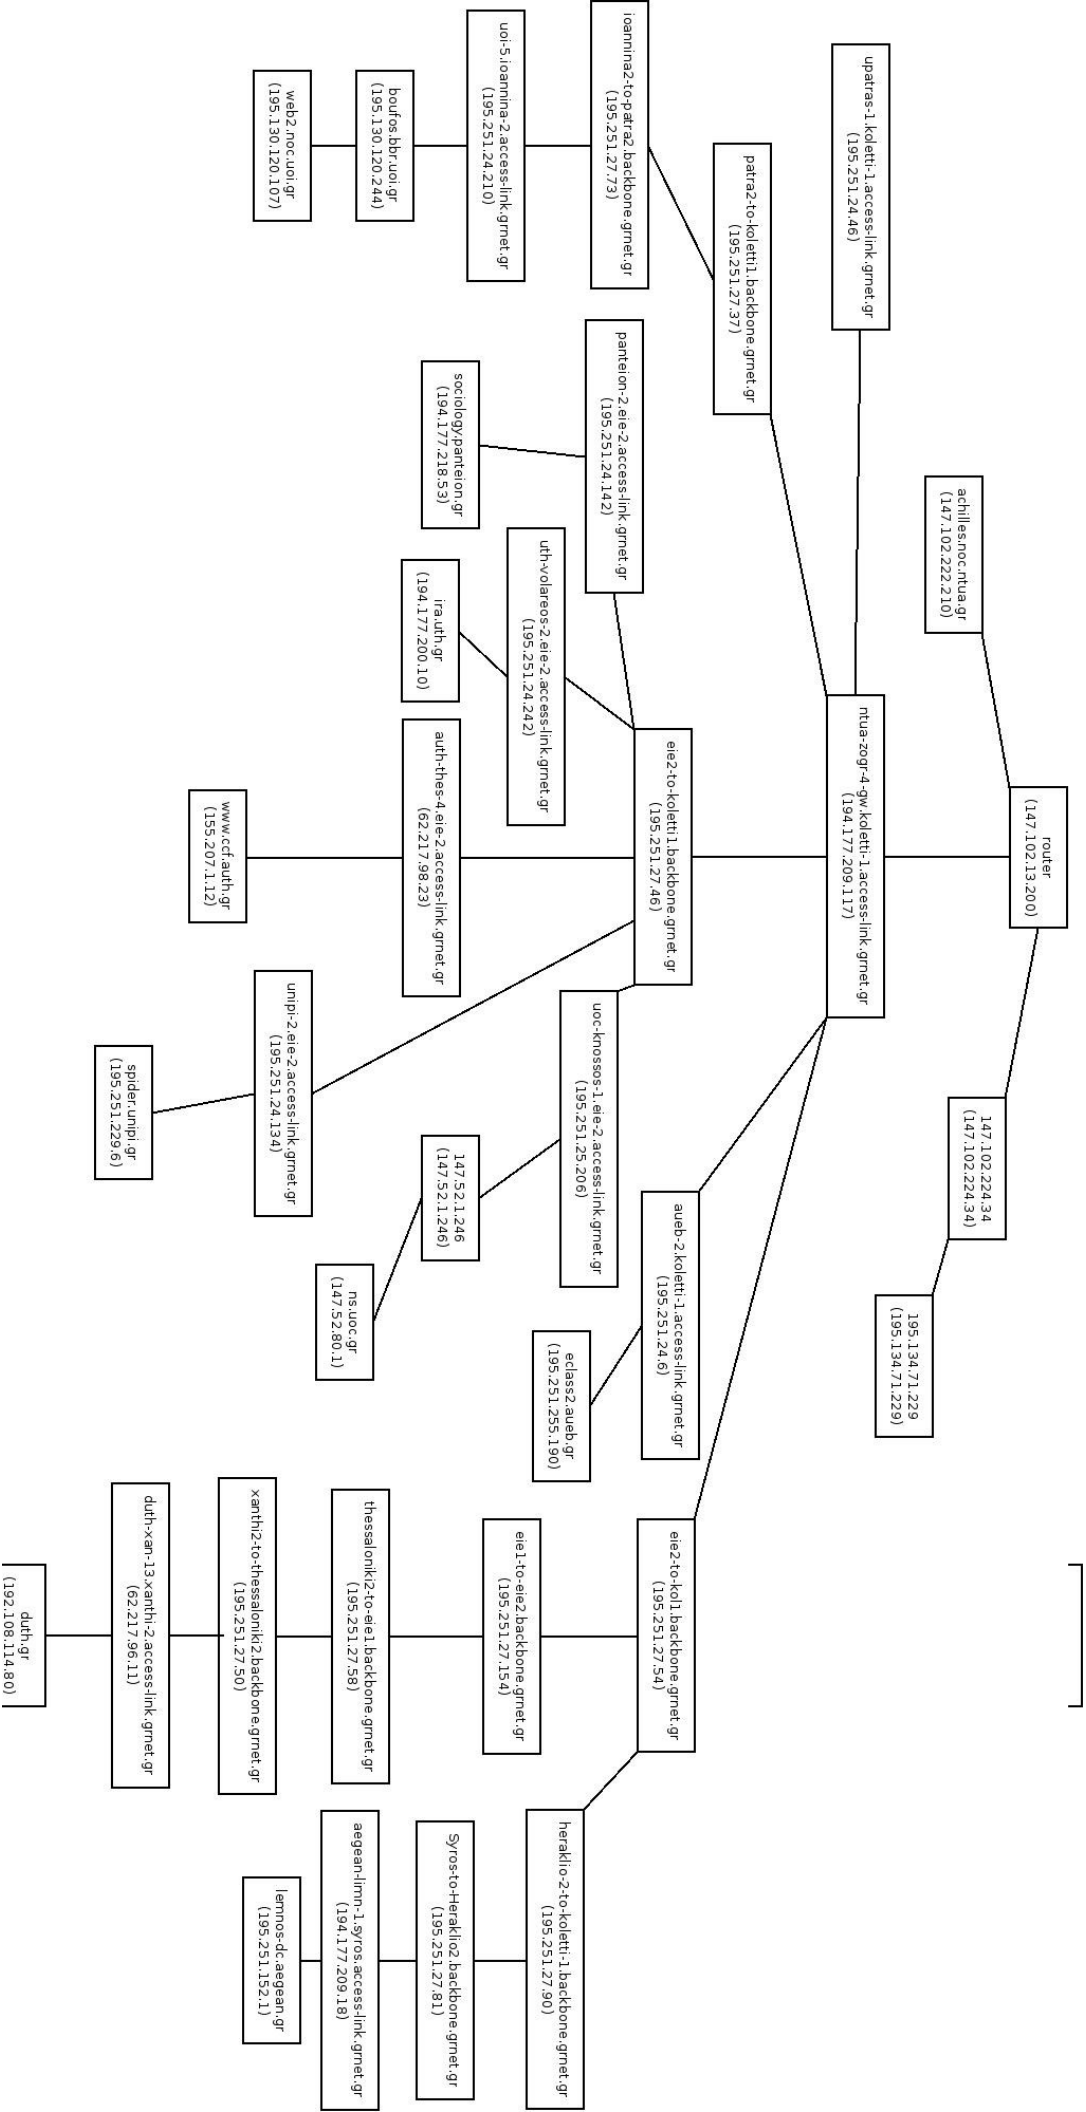 router
(147.102.13.200)
achilles.noc.ntua.gr
(147.102.222.210)
147.102.224.34
(147.102.224.34)
195.134.71.229
(195.134.71.229)
upatras-1.koletti-1.access-link.grnet.gr
(195.251.24.46)
ntua-zogr-4-gw.koletti-1.access-link.grnet.gr
(194.177.209.117)
patra2-to-koletti1.backbone.grnet.gr
(195.251.27.37)
ioannina2-to-patra2.backbone.grnet.gr
(195.251.27.73)
uoi-5.ioannina-2.access-link.grnet.gr
(195.251.24.210)
boufos.bbr.uoi.gr
(195.130.120.244)
web2.noc.uoi.gr
(195.130.120.107)
eie2-to-koletti1.backbone.grnet.gr
(195.251.27.46)
panteion-2.eie-2.access-link.grnet.gr
(195.251.24.142)
sociology.panteion.gr
(194.177.218.53)
uth-volareos-2.eie-2.access-link.grnet.gr
(195.251.24.242)
ira.uth.gr
(194.177.200.10)
auth-thes-4.eie-2.access-link.grnet.gr
(62.217.98.23)
www.ccf.auth.gr
(155.207.1.12)
unipi-2.eie-2.access-link.grnet.gr
(195.251.24.134)
spider.unipi.gr
(195.251.229.6)
uoc-knossos-1.eie-2.access-link.grnet.gr
(195.251.25.206)
147.52.1.246
(147.52.1.246)
ns.uoc.gr
(147.52.80.1)
aueb-2.koletti-1.access-link.grnet.gr
(195.251.24.6)
eclass2.aueb.gr
(195.251.255.190)
eie2-to-kol1.backbone.grnet.gr
(195.251.27.54)
eie1-to-eie2.backbone.grnet.gr
(195.251.27.154)
thessaloniki2-to-eie1.backbone.grnet.gr
(195.251.27.58)
xanthi2-to-thessaloniki2.backbone.grnet.gr
(195.251.27.50)
duth-xan-13.xanthi-2.access-link.grnet.gr
(62.217.96.11)
duth.gr
(192.108.114.80)
heraklio-2-to-koletti-1.backbone.grnet.gr
(195.251.27.90)
Syros-to-Heraklio2.backbone.grnet.gr
(195.251.27.81)
aegean-limn-1.syros.access-link.grnet.gr
(194.177.209.18)
lemnos-dc.aegean.gr
(195.251.152.1)